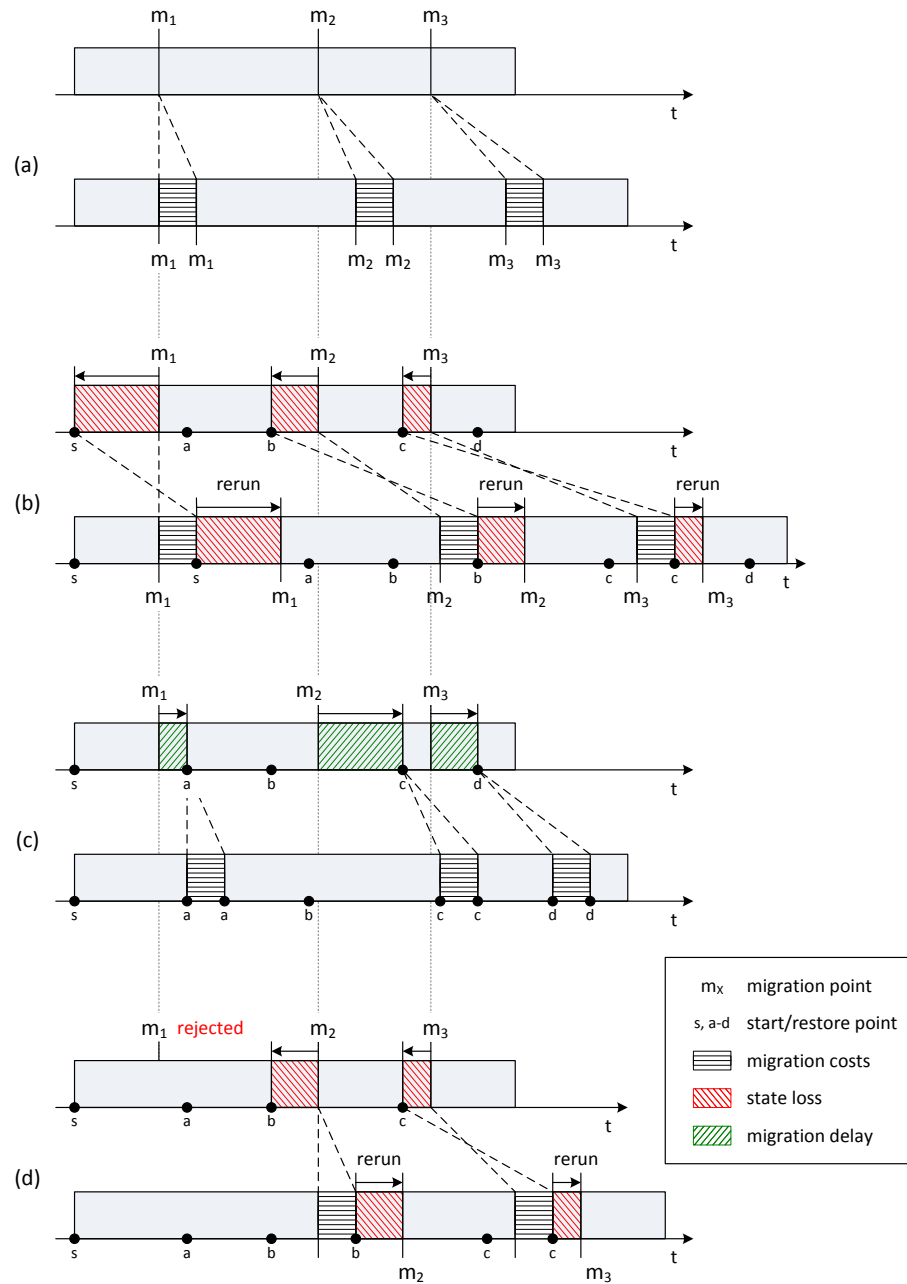 m1 m2 m3
t
(a)
t
m1 m1 m2 m2 m3 m3
m1 m2 m3
s a b c d
t
(b)
rerun rerun rerun
s s a b b c c d
t
m1 m1 m2 m2 m3 m3
m1 m2 m3
s a b c d
t
(c)
s a a b c c d d
t
m1 rejected m2 m3
s a b c
t
(d)
rerun rerun
s a b b c c
t
m2 m3
mx migration point
s, a-d start/restore point
migration costs
state loss
migration delay